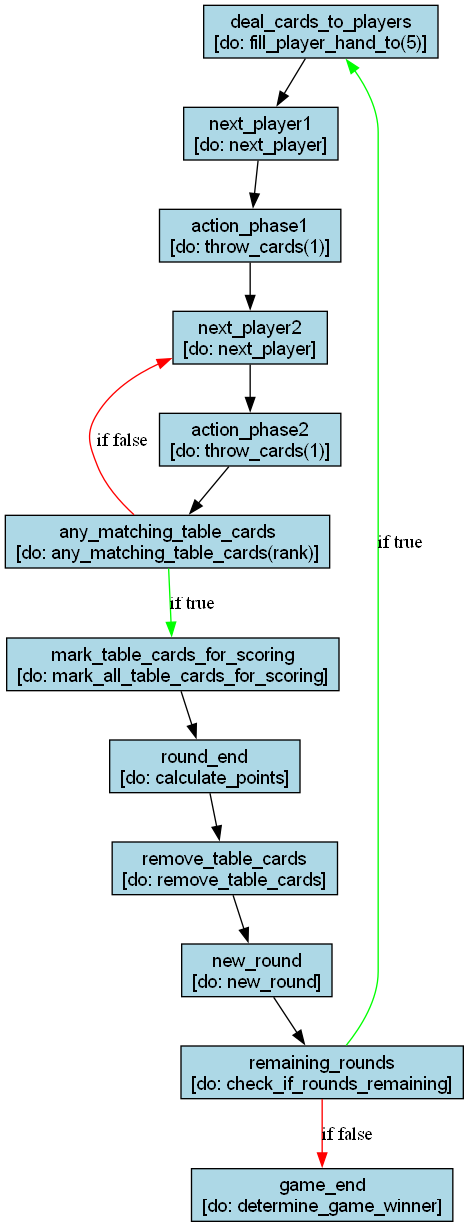 deal_cards_to_players
[do: fill_player_hand_to(5)]
next_player1
[do: next_player]
action_phase1
[do: throw_cards(1)]
next_player2
[do: next_player]
action_phase2
[do: throw_cards(1)]
if false
any_matching_table_cards
[do: any_matching_table_cards(rank)]
if true
if true
mark_table_cards_for_scoring
[do: mark_all_table_cards_for_scoring]
round_end
[do: calculate_points]
remove_table_cards
[do: remove_table_cards]
new_round
[do: new_round]
remaining_rounds
[do: check_if_rounds_remaining]
if false
game_end
[do: determine_game_winner]